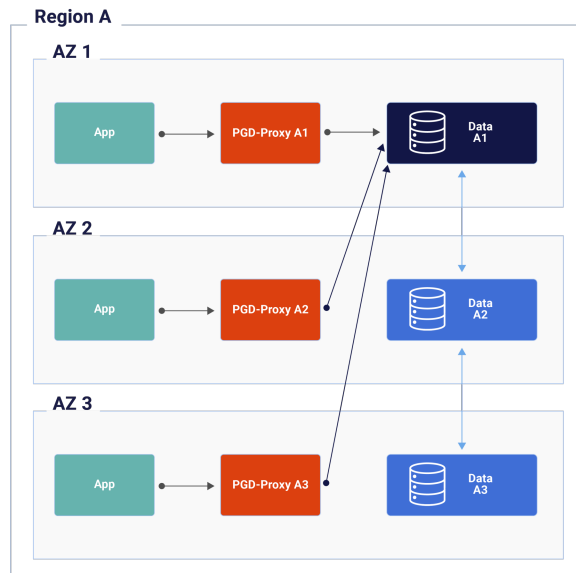 Region A
AZ 1
App
PGD-Proxy A1
Data
A1
AZ 2
App
PGD-Proxy A2
Data
A2
AZ 3
App
PGD-Proxy A3
Data
A3